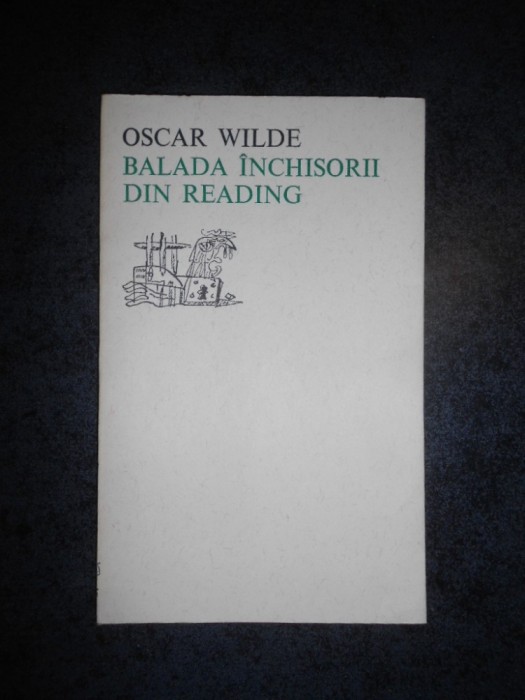 OSCAR WILDE
BALADA ÎNCHISORII
DIN READING